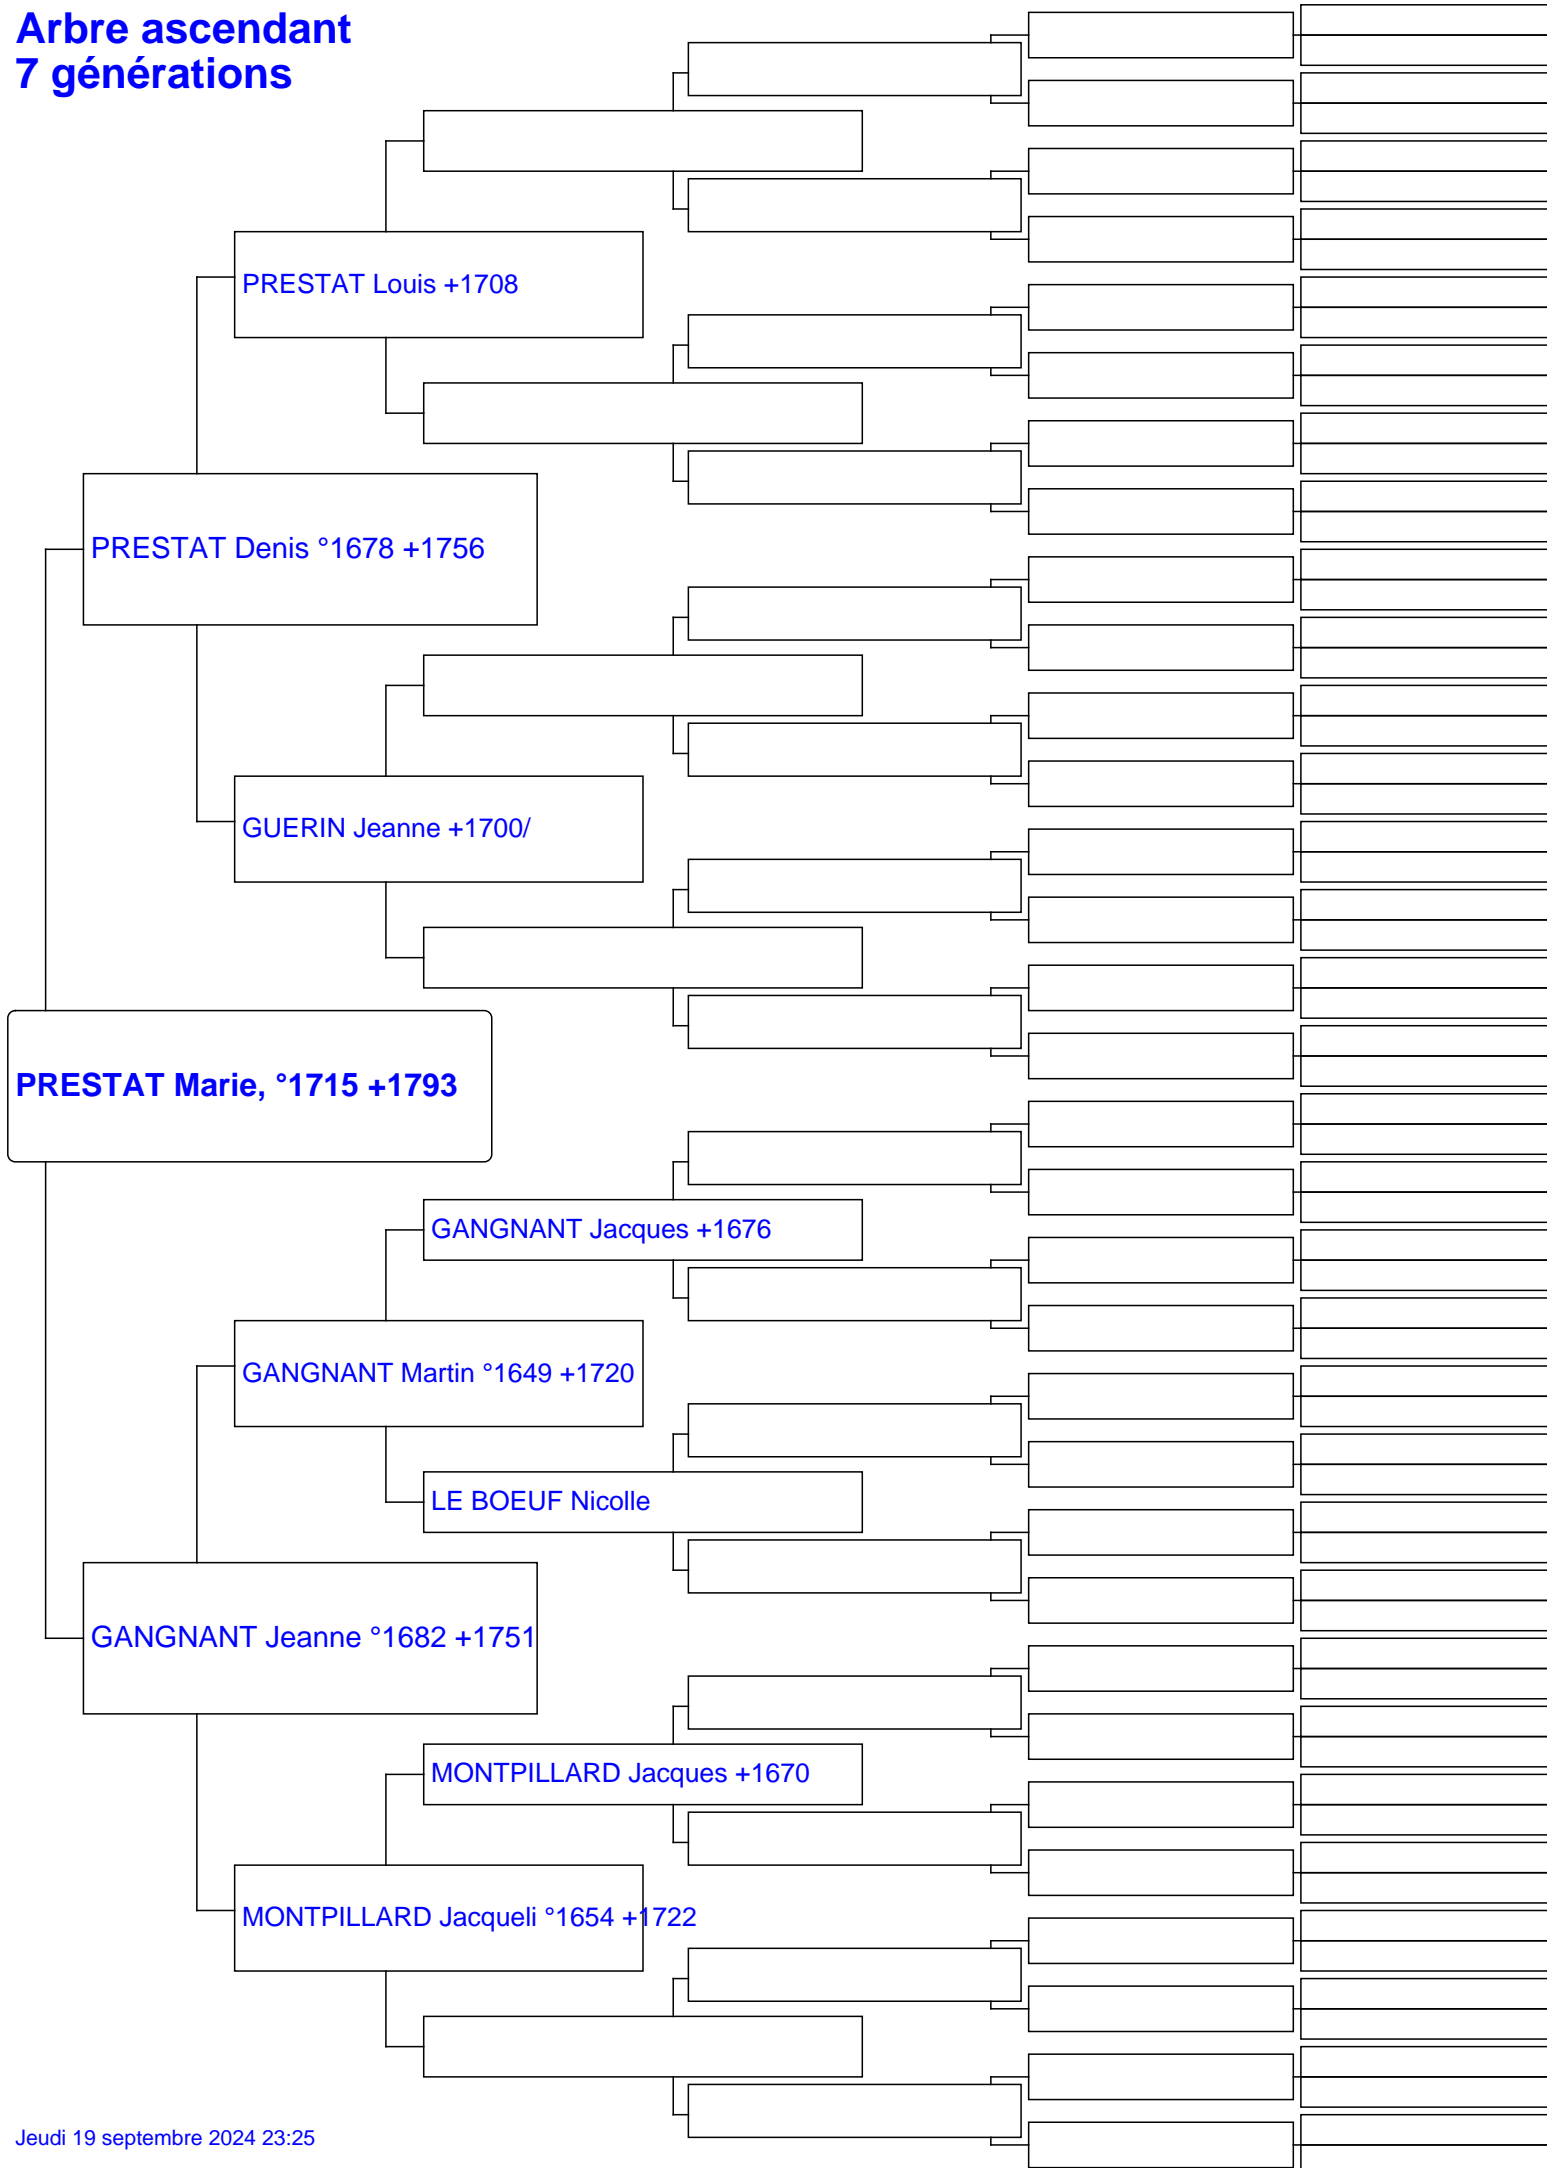 Arbre ascendant
7 générations
PRESTAT Louis +1708
PRESTAT Denis °1678 +1756
GUERIN Jeanne +1700/
PRESTAT Marie, °1715 +1793
GANGNANT Jacques +1676
GANGNANT Martin °1649 +1720
LE BOEUF Nicolle
GANGNANT Jeanne °1682 +1751
MONTPILLARD Jacques +1670
MONTPILLARD Jacqueli °1654 +1722
Jeudi 19 septembre 2024 23:25